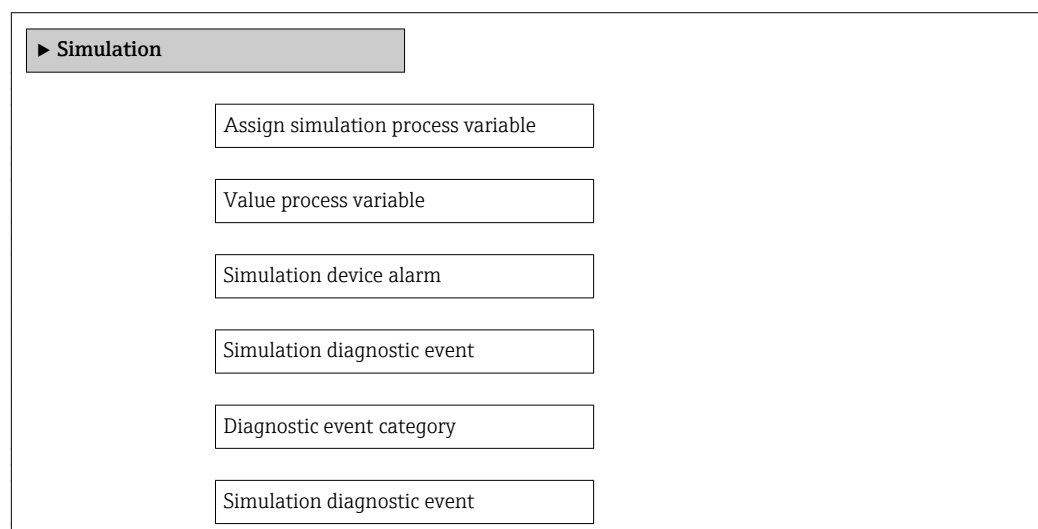 ▶ Simulation
Assign simulation process variable
Value process variable
Simulation device alarm
Simulation diagnostic event
Diagnostic event category
Simulation diagnostic event